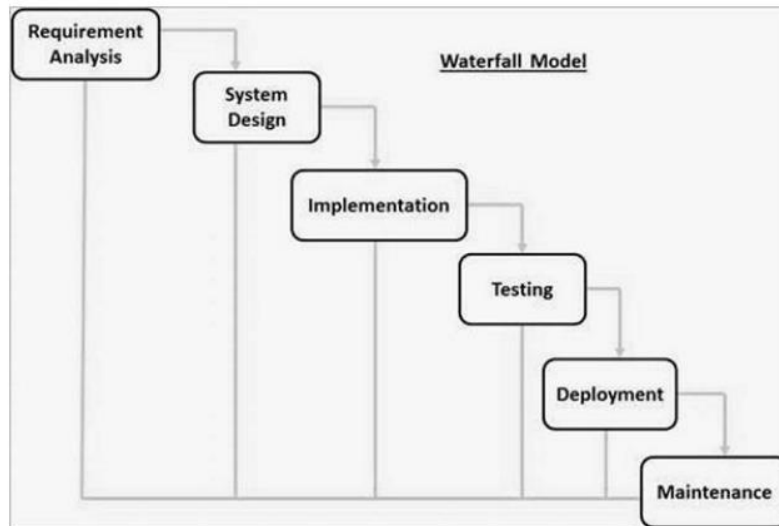 Requirement
Analysis
Waterfall Model
System
Design
Implementation
Testing
Deployment
Maintenance